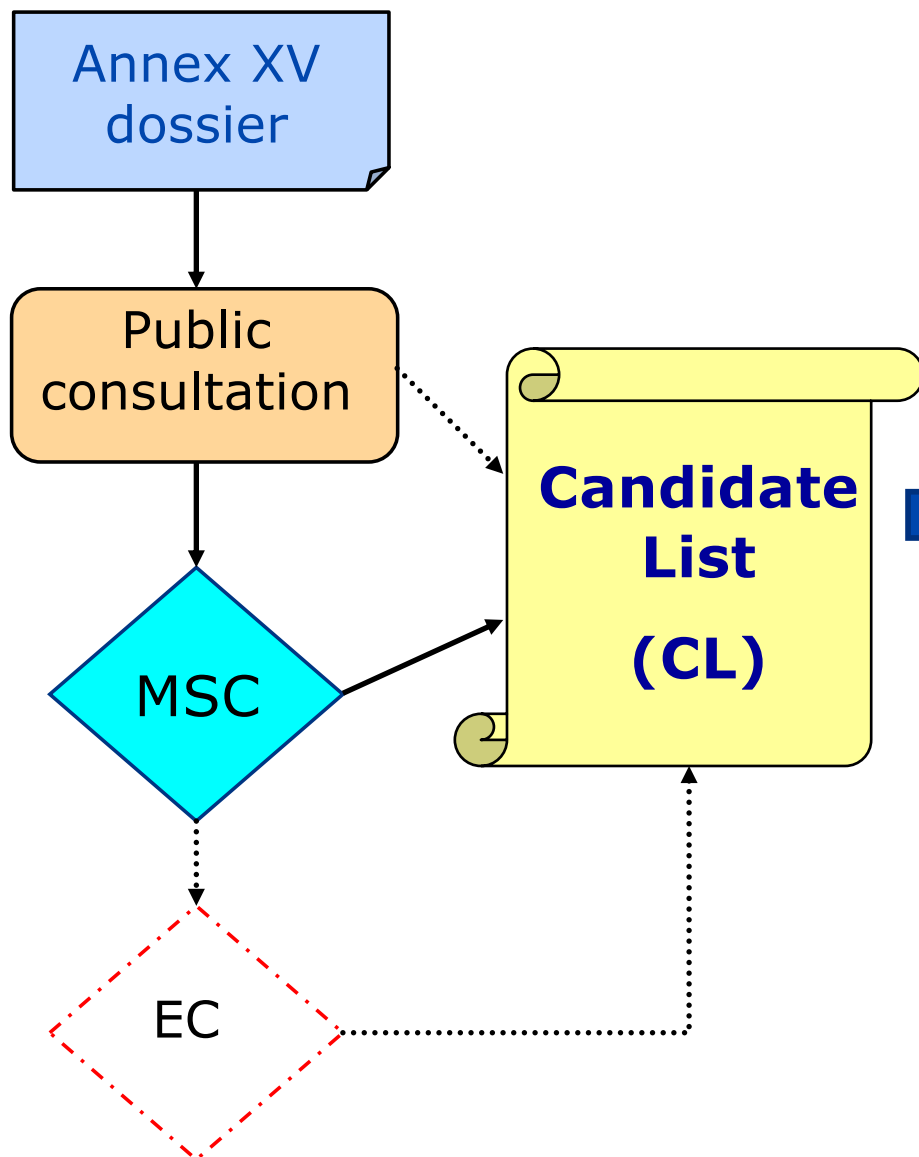 Annex XV
dossier
Public
consultation
Candidate
List
(CL)
MSC
EC